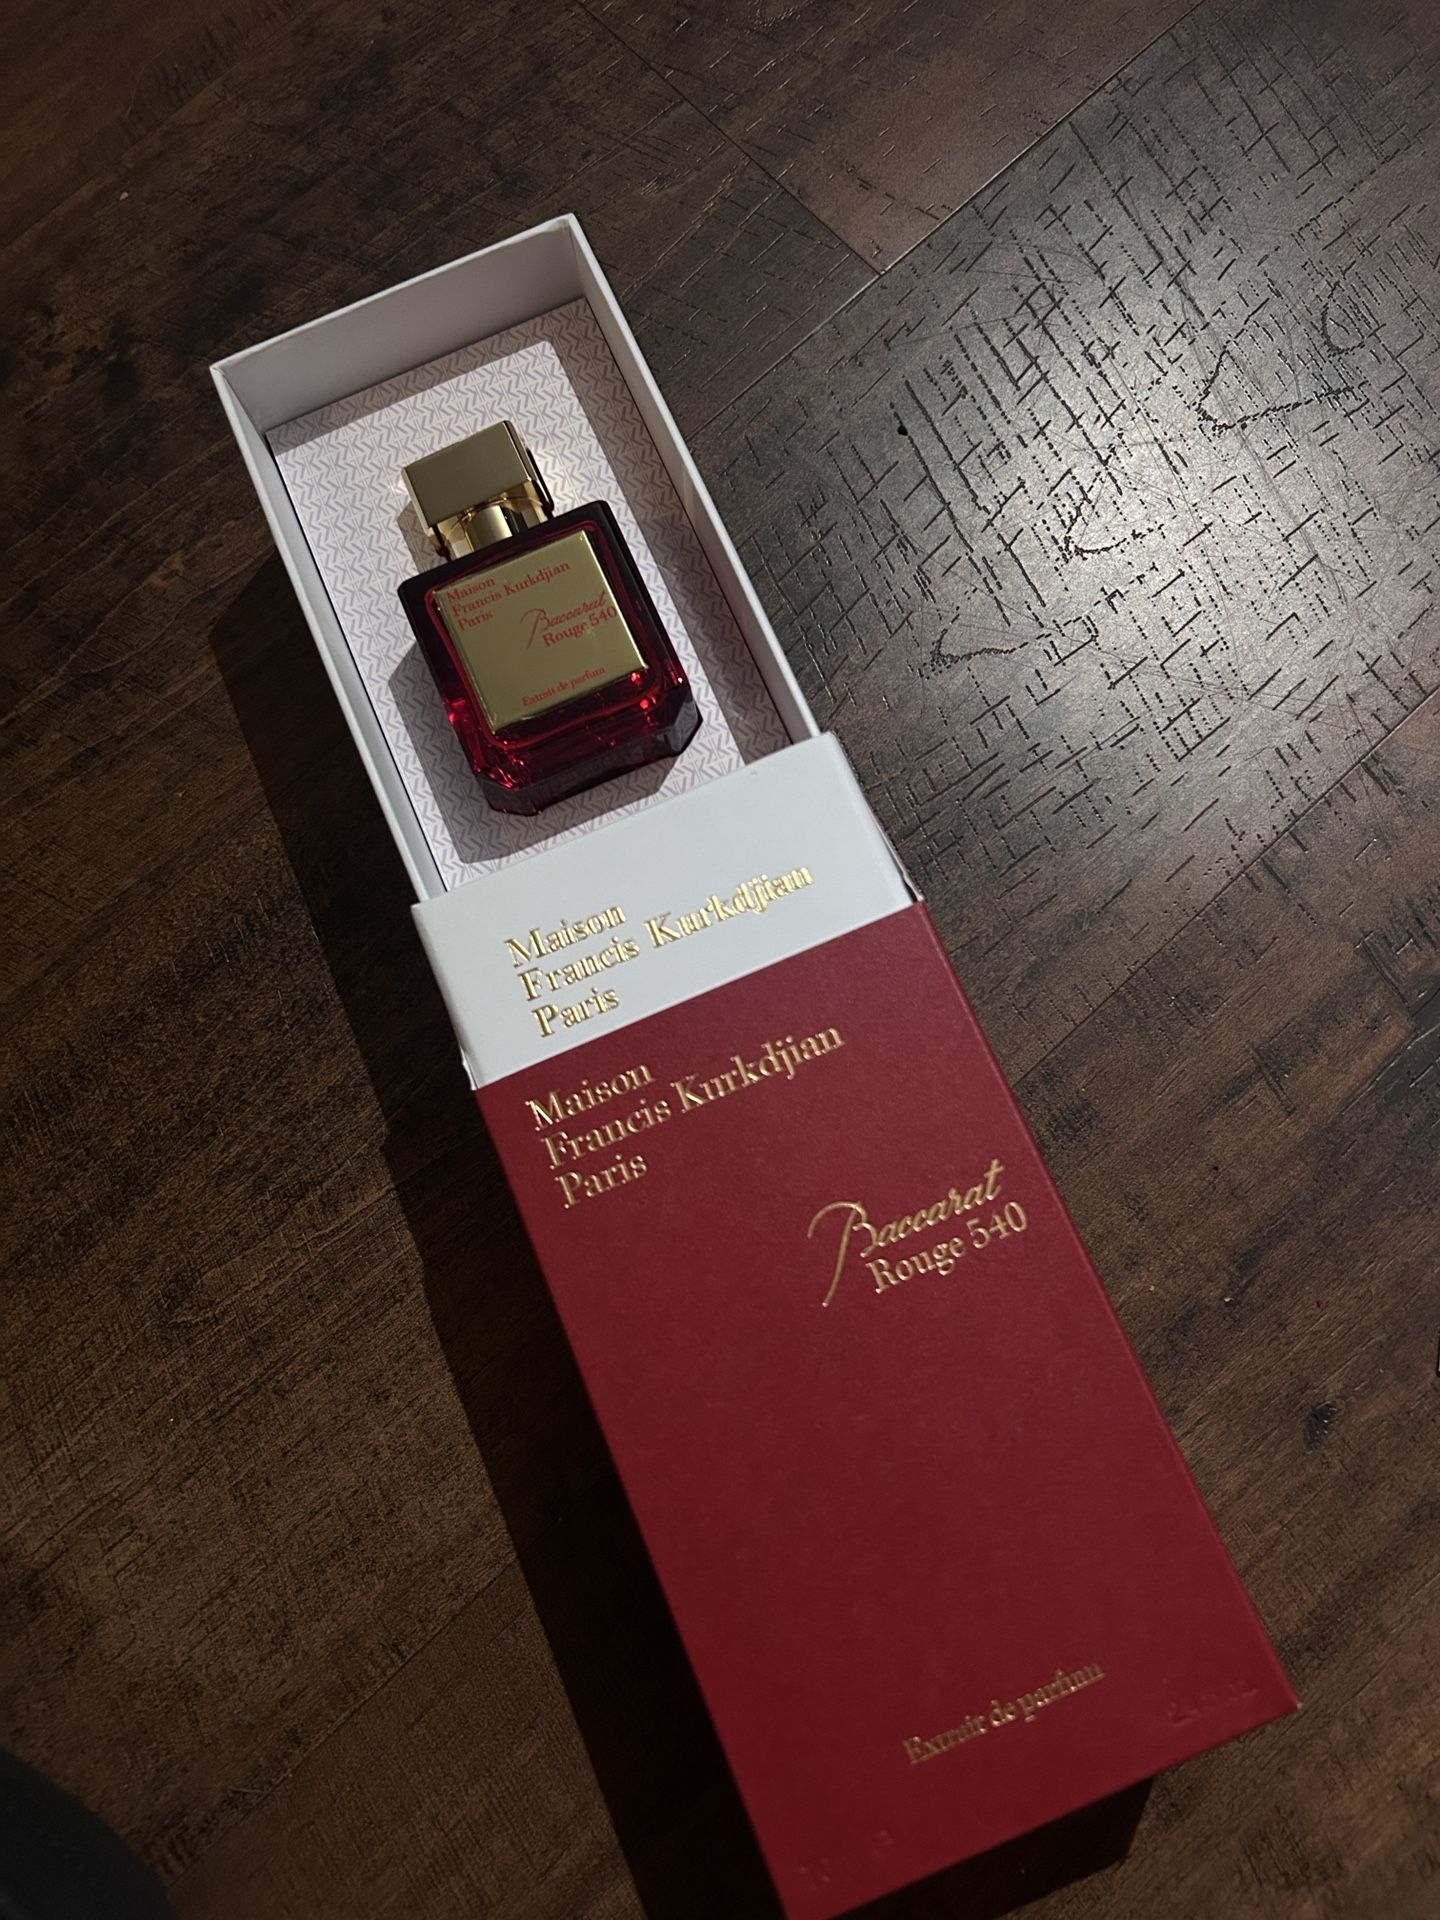 Maison
Francis Kurkdjian
Paris
Baccarat
Rouge 540
Extrait de parfum
Maison
Francis Kurkdjian
Paris
Maison
Francis Kurkdjian
Paris
Baccarat
Rouge 540
Extrait de parfum